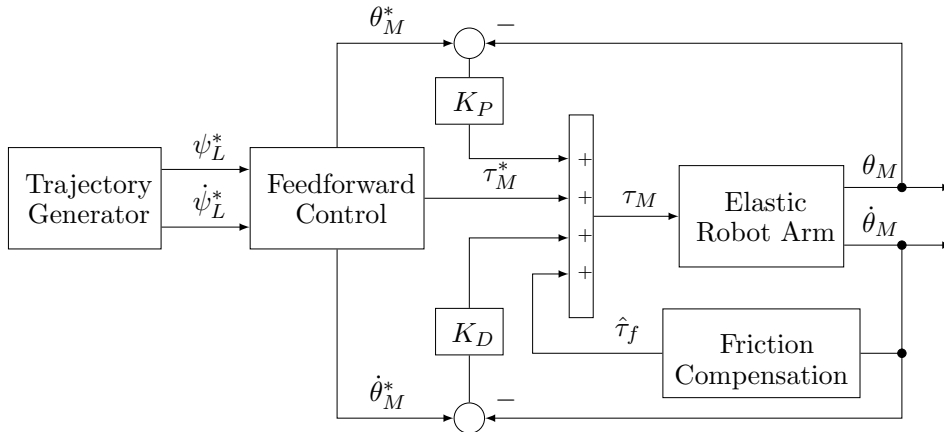 θ*_M
−
K_P
ψ*_L
Trajectory
Generator
ψ̇*_L
Feedforward
Control
τ*_M
+
+
+
+
τ_M
Elastic
Robot Arm
θ_M
θ̇_M
K_D
τ̂_f
Friction
Compensation
θ̇*_M
−